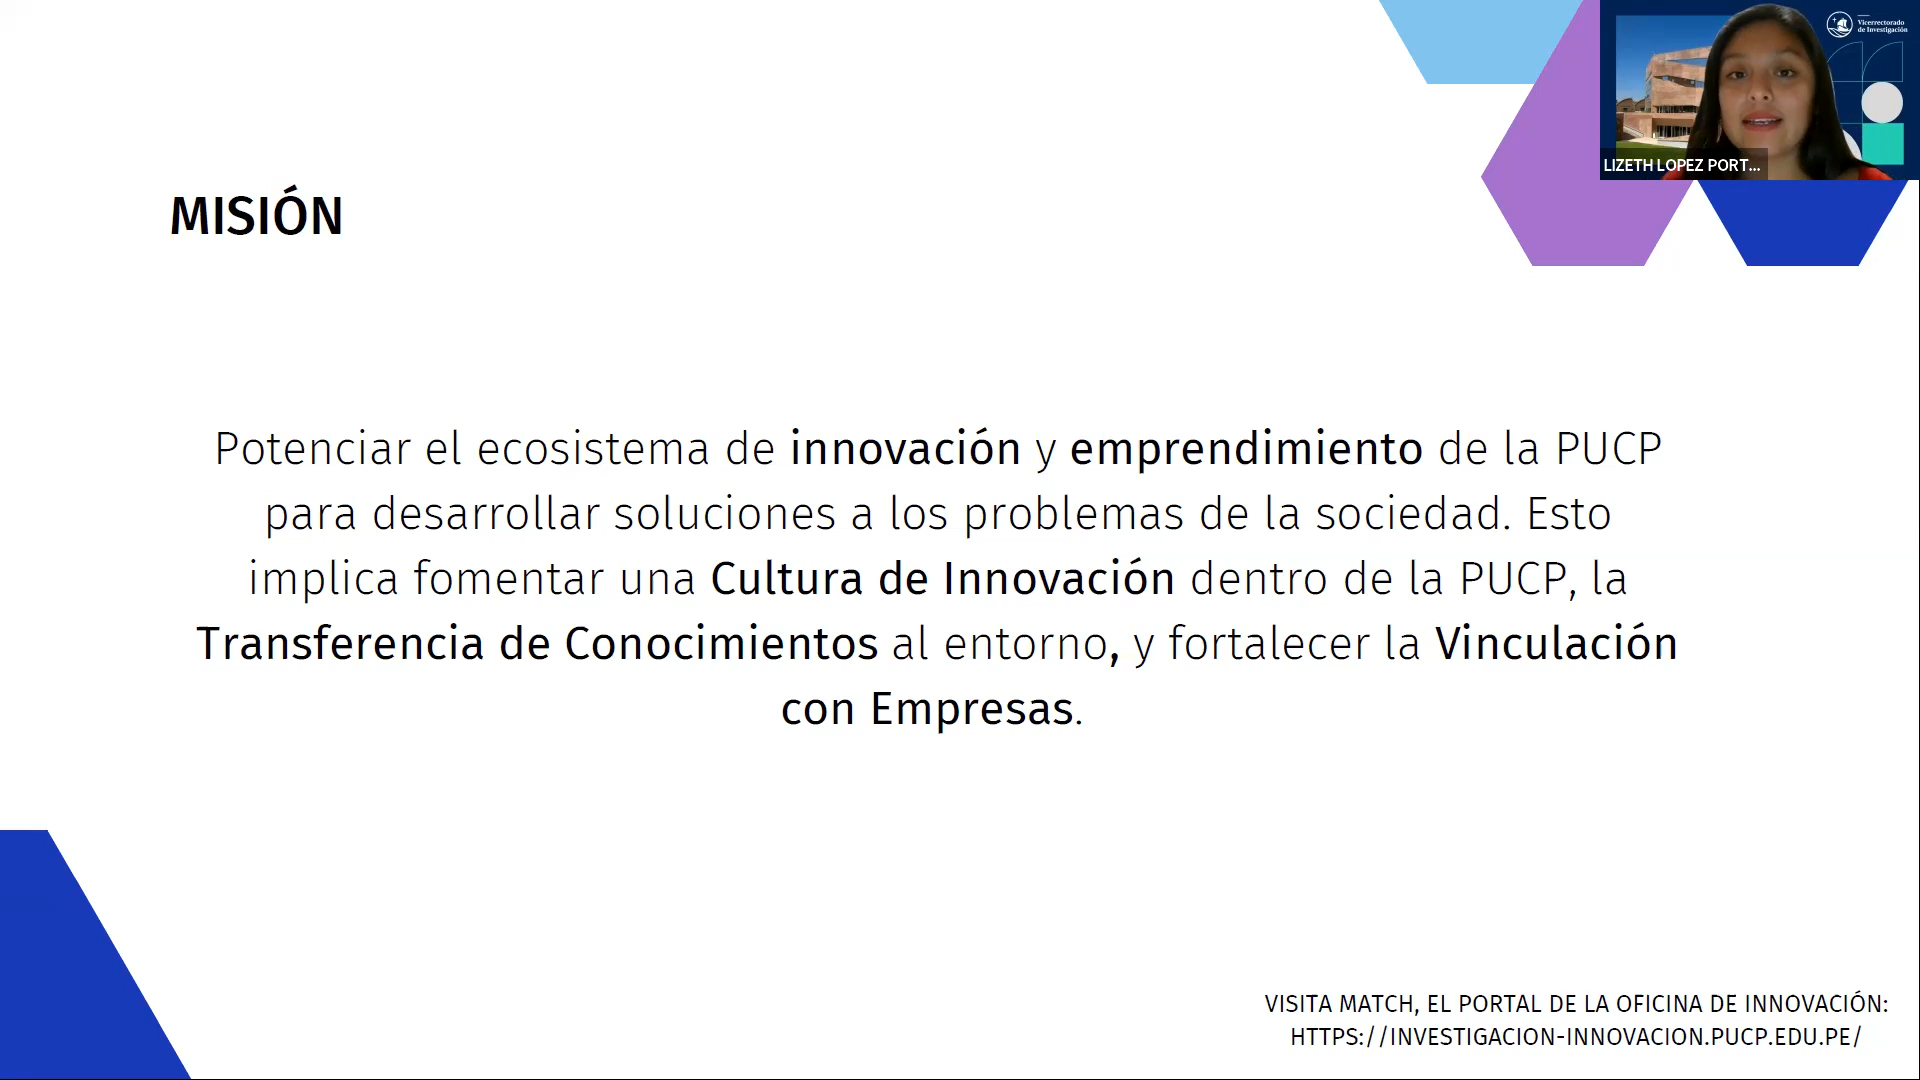 Vicerrectorado
de Investigación
LIZETH LOPEZ PORT...
MISIÓN
Potenciar el ecosistema de innovación y emprendimiento de la PUCP
para desarrollar soluciones a los problemas de la sociedad. Esto
implica fomentar una Cultura de Innovación dentro de la PUCP, la
Transferencia de Conocimientos al entorno, y fortalecer la Vinculación
con Empresas.
VISITA MATCH, EL PORTAL DE LA OFICINA DE INNOVACIÓN:
HTTPS://INVESTIGACION-INNOVACION.PUCP.EDU.PE/